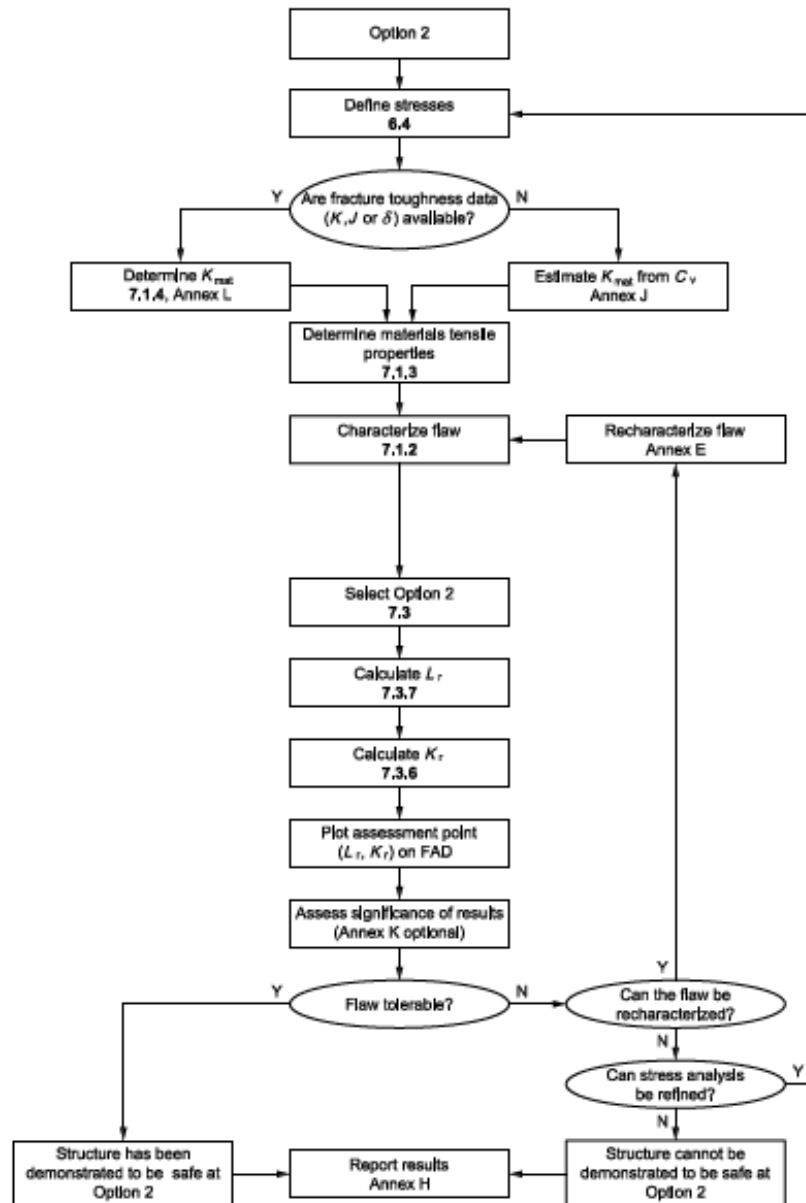 Option 2
Define stresses
6.4
Y
Are fracture toughness data
(K,J or δ) available?
N
Determine Kmat
7.1.4, Annex L
Estimate Kmat from Cv
Annex J
Determine materials tensile
properties
7.1.3
Characterize flaw
7.1.2
Recharacterize flaw
Annex E
Select Option 2
7.3
Calculate Lr
7.3.7
Calculate Kr
7.3.6
Plot assessment point
(Lr, Kr) on FAD
Assess significance of results
(Annex K optional)
Y
Flaw tolerable?
N
Y
Can the flaw be
recharacterized?
N
Can stress analysis
be refined?
Y
N
Structure has been
demonstrated to be safe at
Option 2
Report results
Annex H
Structure cannot be
demonstrated to be safe at
Option 2